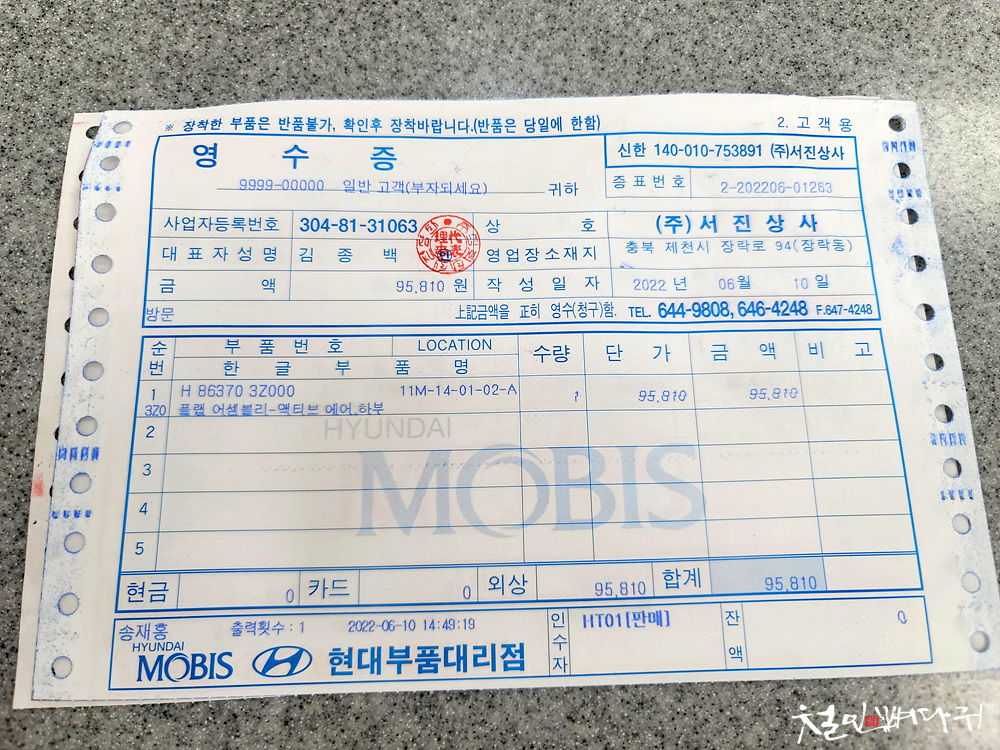 ※ 장착한 부품은 반품불가, 확인후 장착바랍니다.(반품은 당일에 한함) 2. 고 객 용
영 수 증
신한 140-010-753891 (주)서진상사
9999-00000 일반 고객(부자되세요) 귀하
증 표 번 호 2-202206-01263
사업자등록번호 304-81-31063 상 호 (주) 서 진 상 사
대 표 자 성 명 김 종 백 인 영업장소재지 충북 제천시 장락로 94(장락동)
금 액 95,810 원 작 성 일 자 2022 년 06 월 10 일
방문 上記금액을 正히 영수(청구)함. TEL. 644-9808, 646-4248 F.647-4248
순번 부 품 번 호 LOCATION 수량 단 가 금 액 비 고
한 글 부 품 명
1 H 86370 3Z000 11M-14-01-02-A 1 95,810 95,810
3Z0 플랩 어셈블리-액티브 에어 하부
2
HYUNDAI
MOBIS
3
4
5
현금 0 카드 0 외상 95,810 합계 95,810
송재홍 출력횟수 : 1 2022-06-10 14:49:19 인수자 HT01[판매] 잔액 0
HYUNDAI
MOBIS 현대부품대리점
철민뼈다귀